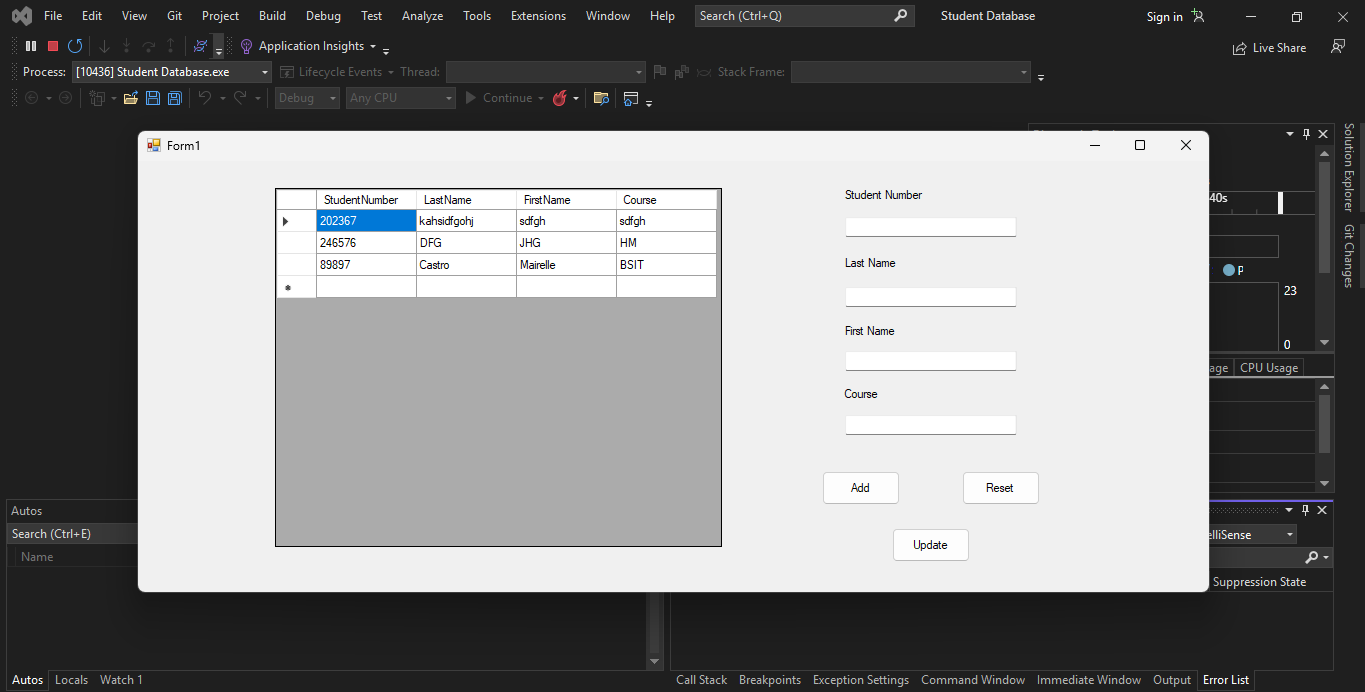 File Edit View Git Project Build Debug Test Analyze Tools Extensions Window Help Search (Ctrl+Q) Student Database Sign in
Application Insights Live Share
Process: [10436] Student Database.exe Lifecycle Events Thread: Stack Frame:
Debug Any CPU Continue
Form1
StudentNumber LastName FirstName Course
202367 kahsidfgohj sdfgh sdfgh
246576 DFG JHG HM
89897 Castro Mairelle BSIT
Student Number
Last Name
First Name
Course
Add Reset
Update
Solution Explorer
Git Changes
40s
P
23
0
age CPU Usage
Autos
Search (Ctrl+E)
Name
elliSense
Suppression State
Autos Locals Watch 1
Call Stack Breakpoints Exception Settings Command Window Immediate Window Output Error List